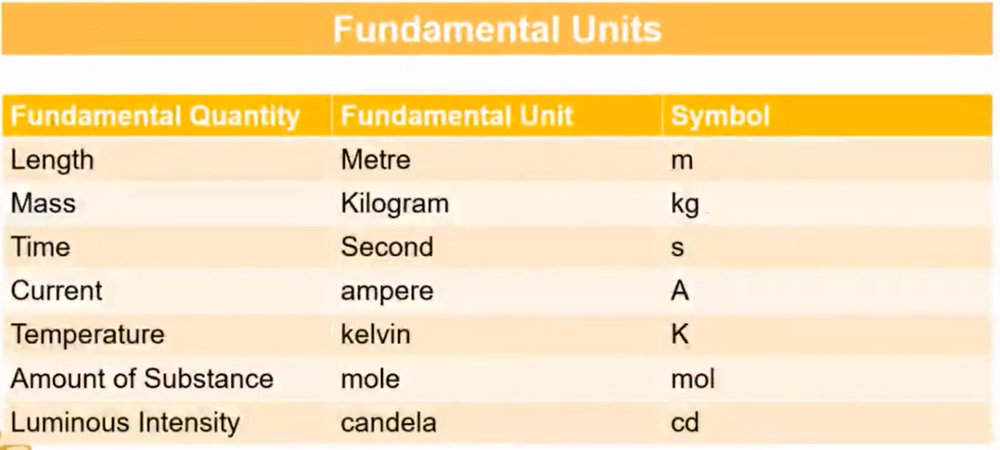 Fundamental Units
Fundamental Quantity Fundamental Unit Symbol
Length Metre m
Mass Kilogram kg
Time Second s
Current ampere A
Temperature kelvin K
Amount of Substance mole mol
Luminous Intensity candela cd